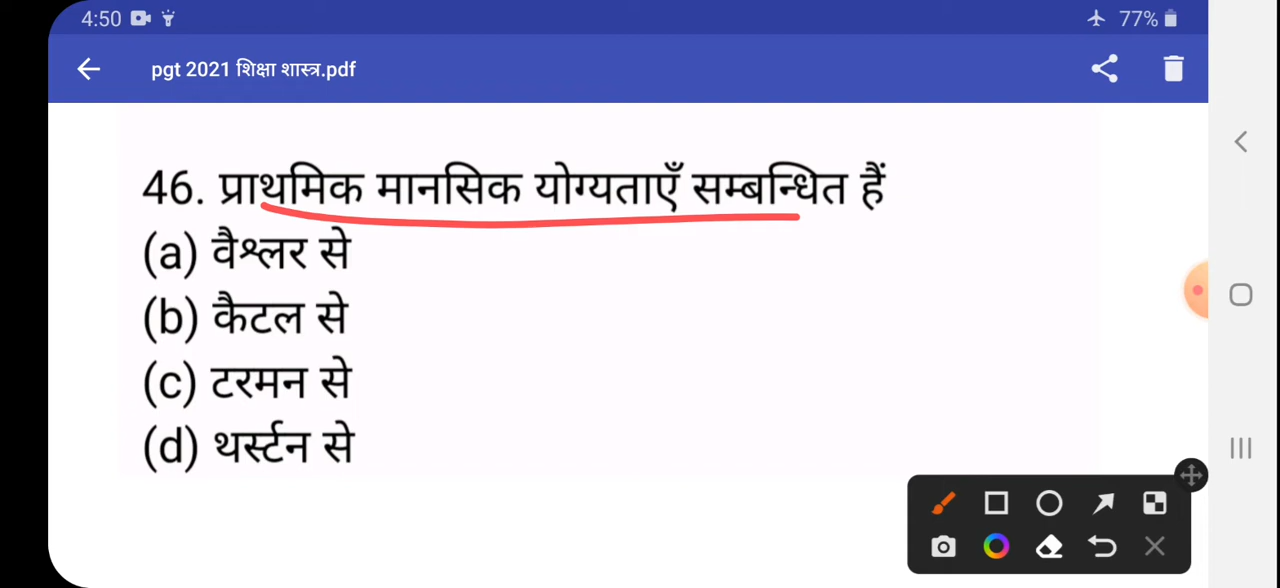 4:50 77%
pgt 2021 शिक्षा शास्त्र.pdf
46. प्राथमिक मानसिक योग्यताएँ सम्बन्धित हैं
(a) वैश्लर से
(b) कैटल से
(c) टरमन से
(d) थर्स्टन से